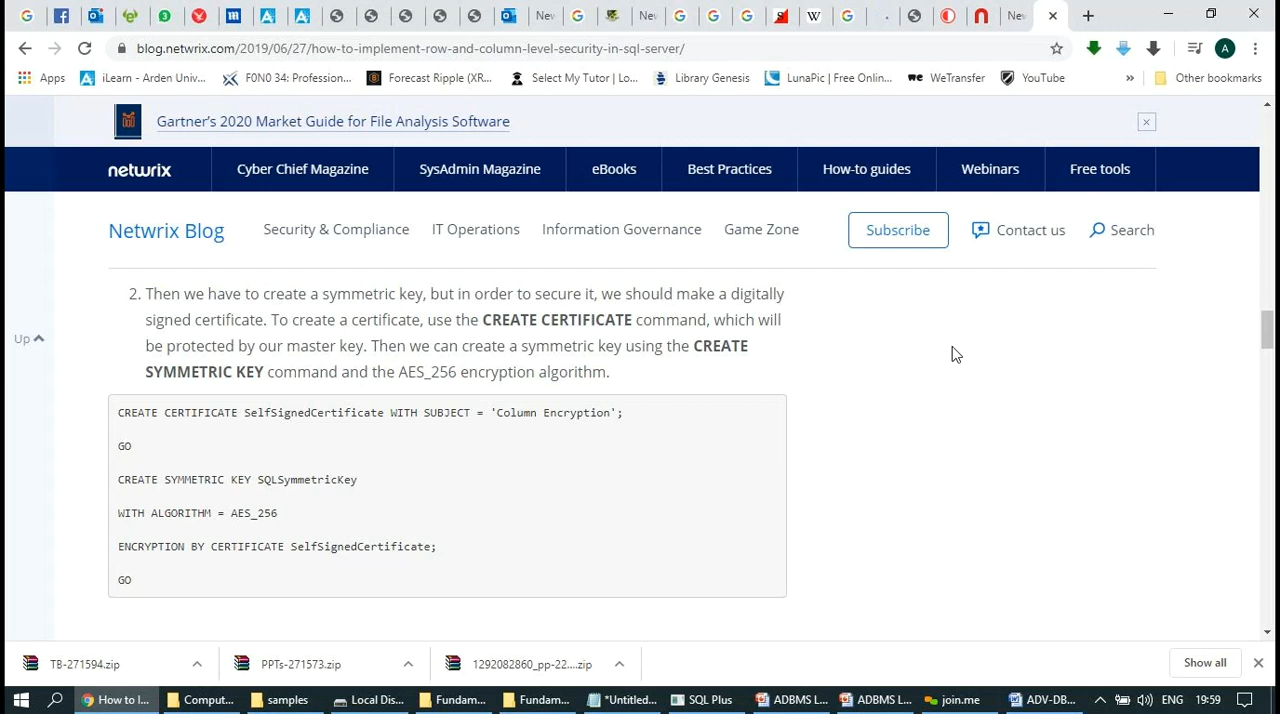 New
New
New
blog.netwrix.com/2019/06/27/how-to-implement-row-and-column-level-security-in-sql-server/
A
Apps
iLearn - Arden Univ...
F0N0 34: Profession...
Forecast Ripple (XR...
Select My Tutor | Lo...
Library Genesis
LunaPic | Free Onlin...
WeTransfer
YouTube
Other bookmarks
Gartner's 2020 Market Guide for File Analysis Software
netwrix
Cyber Chief Magazine
SysAdmin Magazine
eBooks
Best Practices
How-to guides
Webinars
Free tools
Netwrix Blog
Security & Compliance
IT Operations
Information Governance
Game Zone
Subscribe
Contact us
Search
Up
2. Then we have to create a symmetric key, but in order to secure it, we should make a digitally
signed certificate. To create a certificate, use the CREATE CERTIFICATE command, which will
be protected by our master key. Then we can create a symmetric key using the CREATE
SYMMETRIC KEY command and the AES_256 encryption algorithm.
CREATE CERTIFICATE SelfSignedCertificate WITH SUBJECT = 'Column Encryption';
GO
CREATE SYMMETRIC KEY SQLSymmetricKey
WITH ALGORITHM = AES_256
ENCRYPTION BY CERTIFICATE SelfSignedCertificate;
GO
TB-271594.zip
PPTs-271573.zip
1292082860_pp-22....zip
Show all
How to I...
Comput...
samples
Local Dis...
Fundam...
Fundam...
*Untitled...
SQL Plus
ADBMS L...
ADBMS L...
join.me
ADV-DB...
ENG
19:59